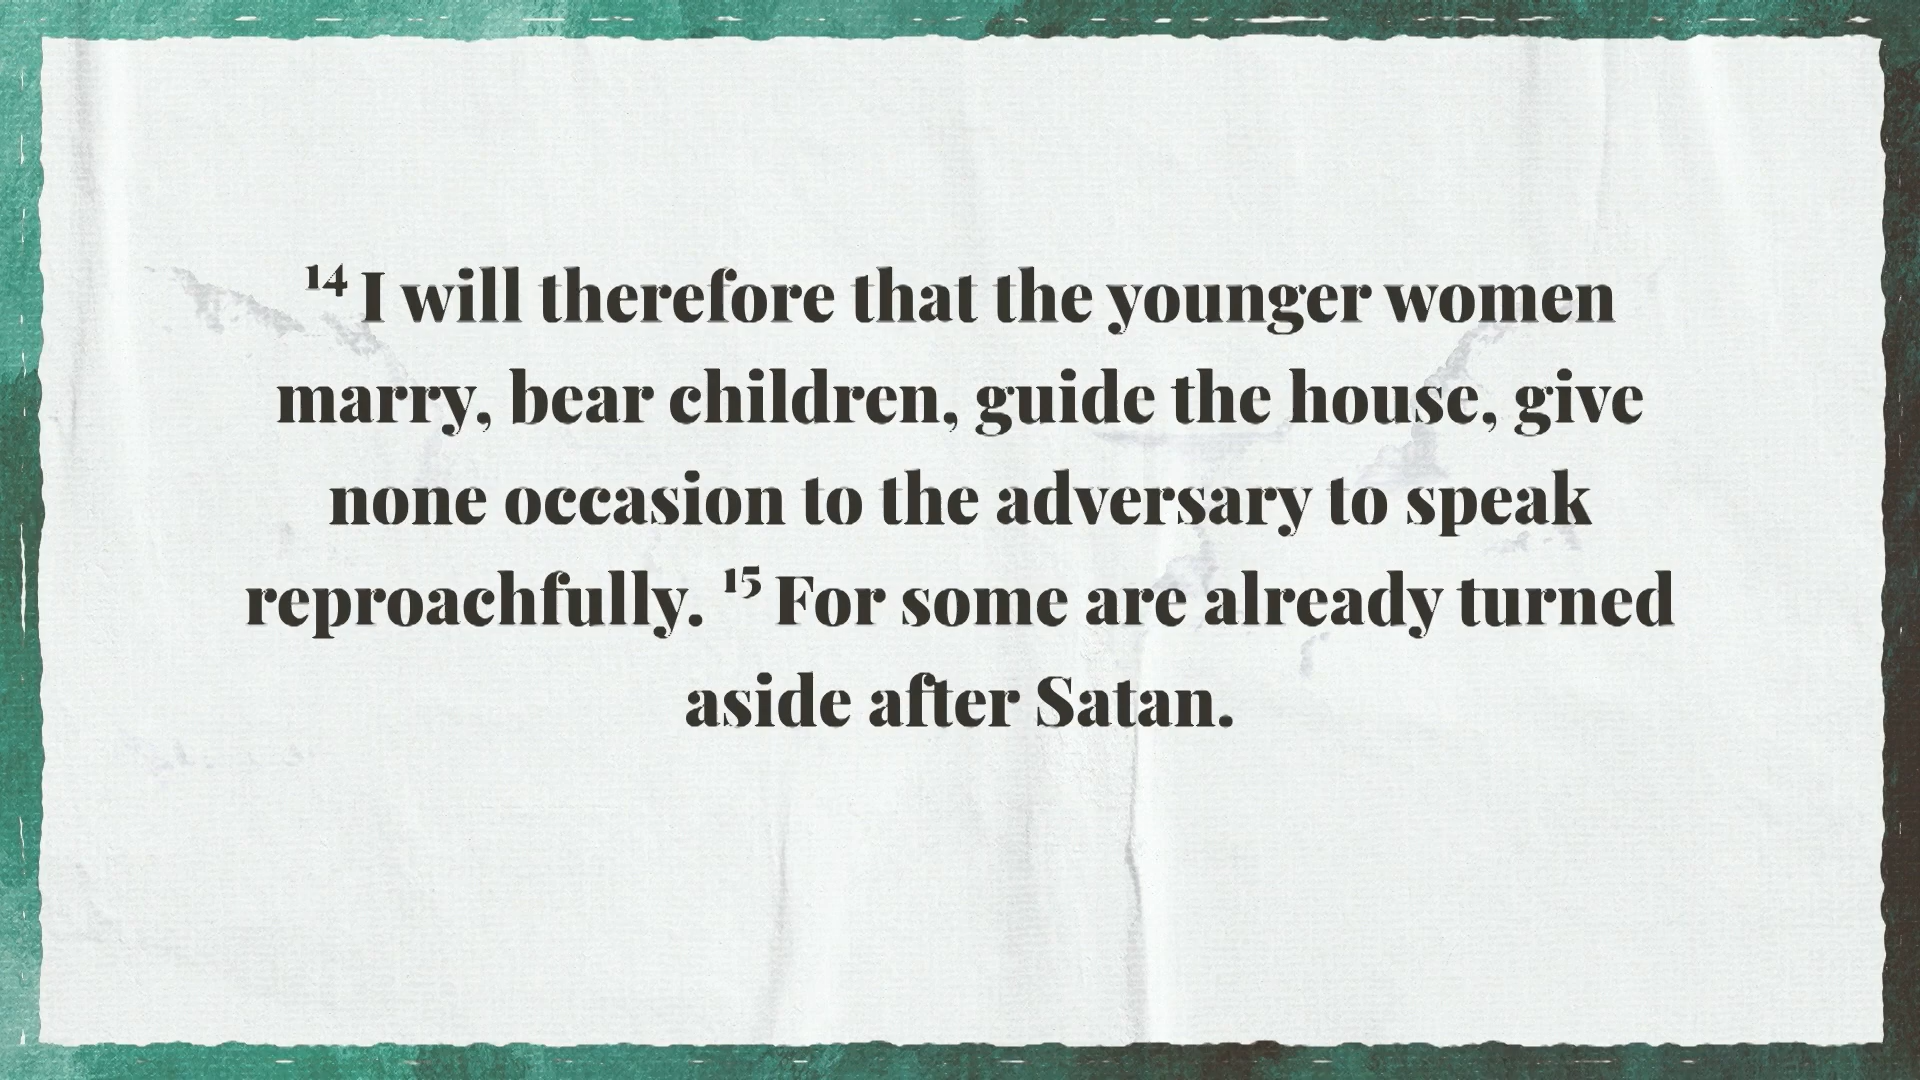 ¹⁴ I will therefore that the younger women
marry, bear children, guide the house, give
none occasion to the adversary to speak
reproachfully. ¹⁵ For some are already turned
aside after Satan.